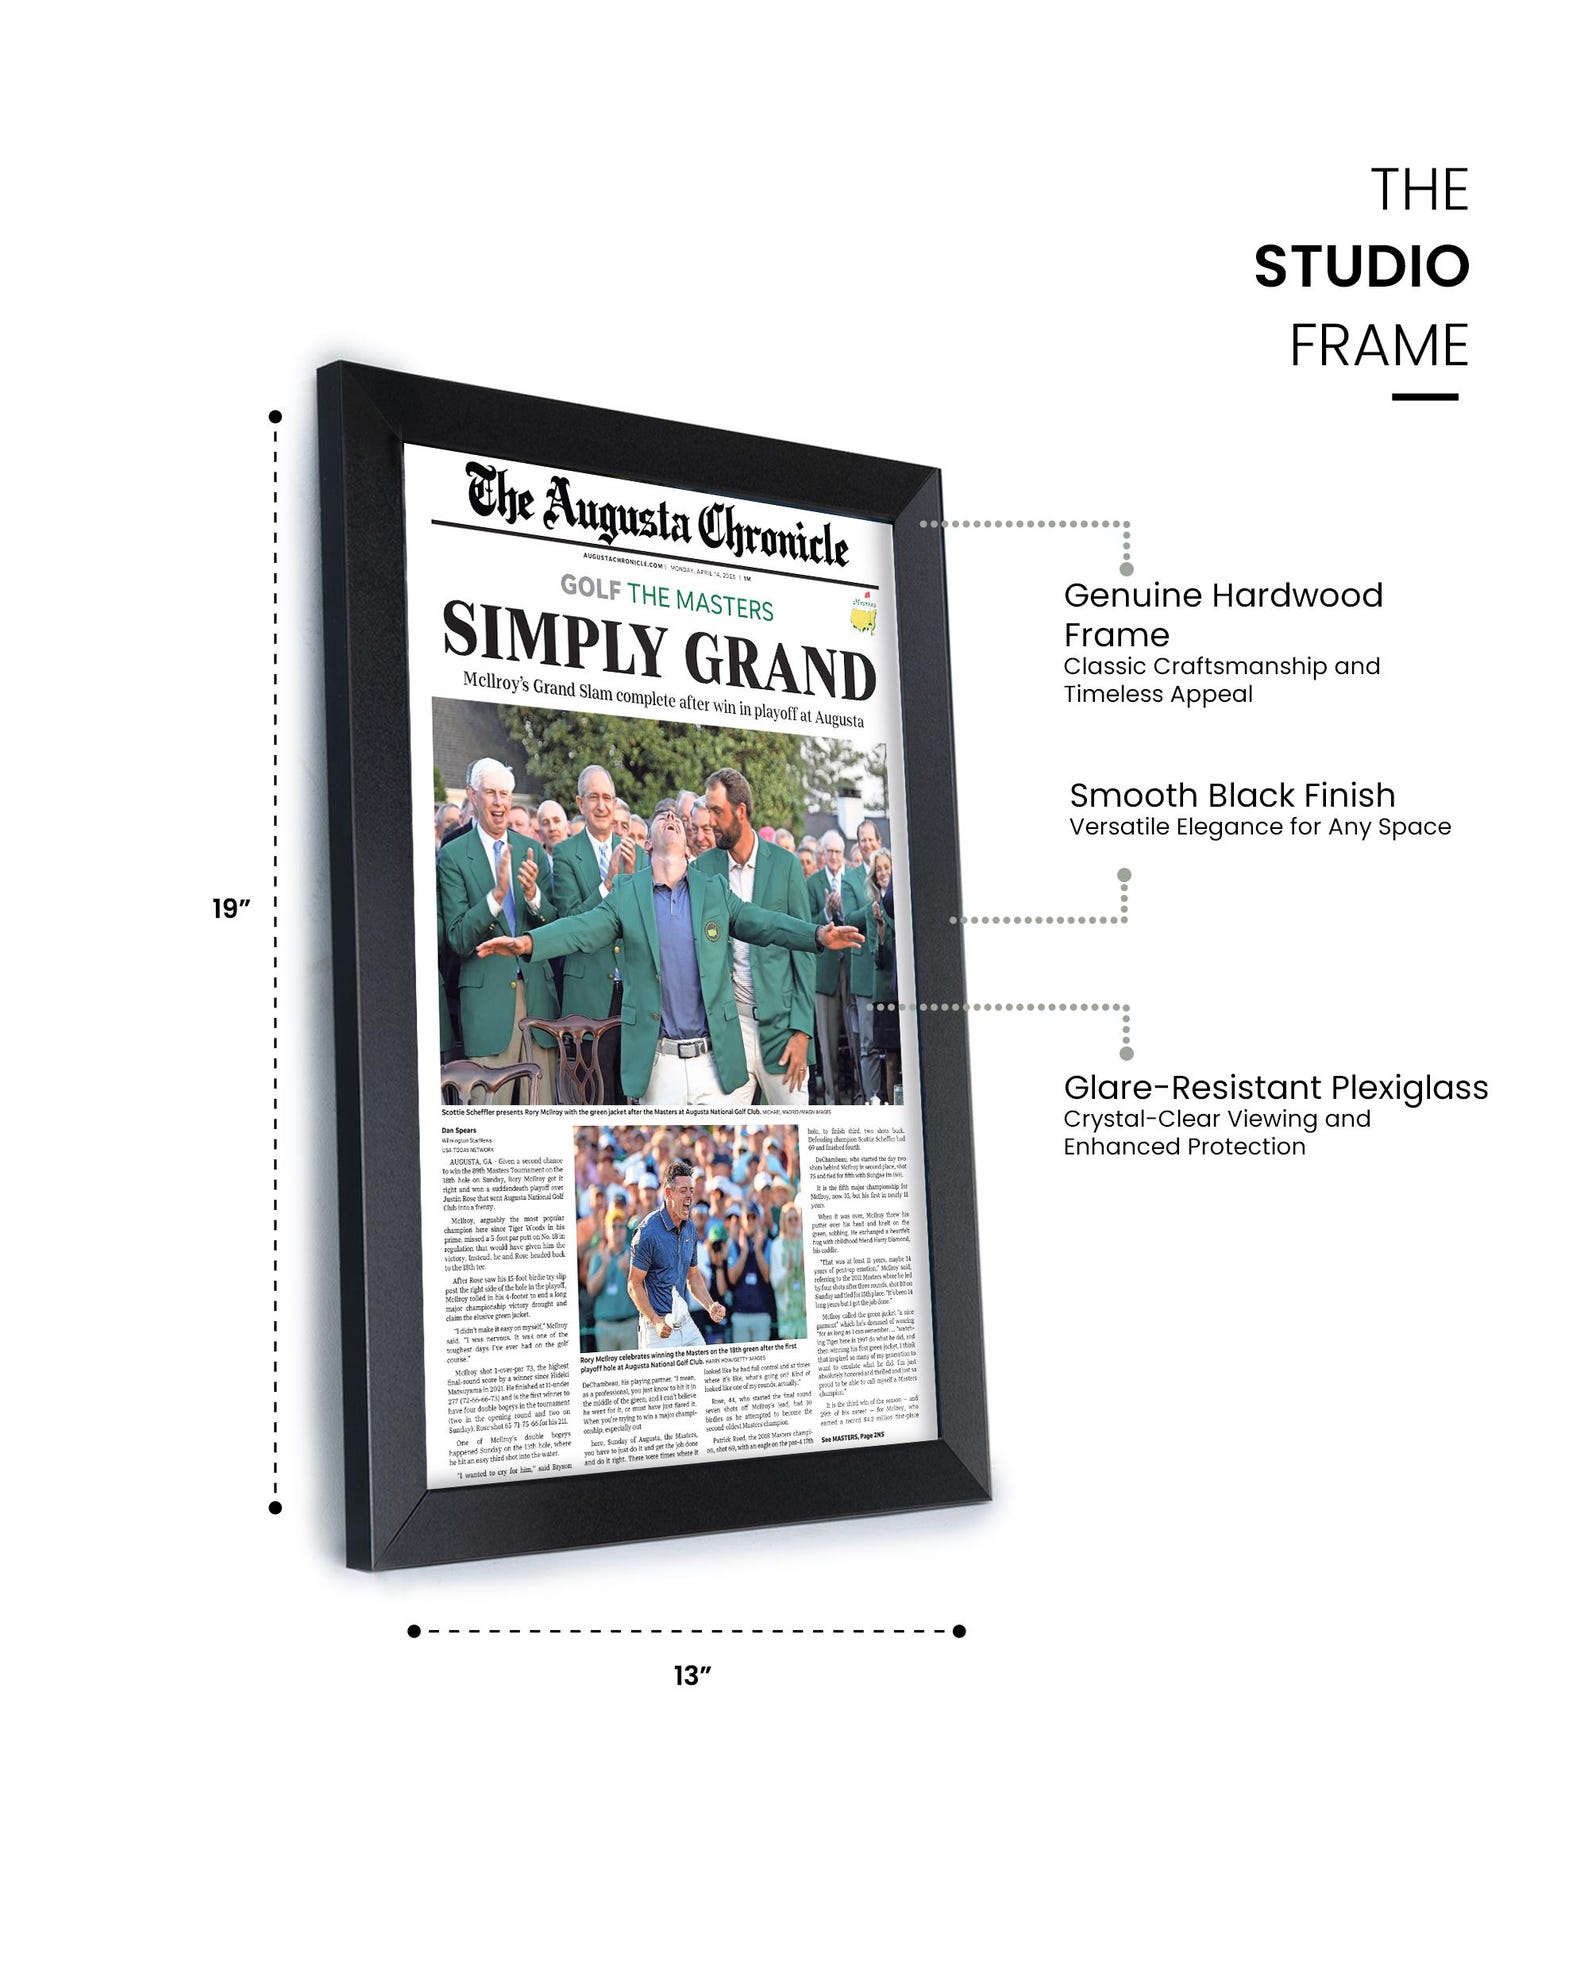 THE
STUDIO
FRAME
The Augusta Chronicle
AUGUSTACHRONICLE.COM | MONDAY, APRIL 14, 2025 | 1M
GOLF THE MASTERS
Masters
SIMPLY GRAND
McIlroy's Grand Slam complete after win in playoff at Augusta
Scottie Scheffler presents Rory McIlroy with the green jacket after the Masters at Augusta National Golf Club.
Dan Spears
Wilmington StarNews
USA TODAY NETWORK
AUGUSTA, GA - Given a second chance
to win the 89th Masters Tournament on the
18th hole on Sunday, Rory McIlroy got it
right and won a suddendeath playoff over
Justin Rose that sent Augusta National Golf
Club into a frenzy.
McIlroy, arguably the most popular
champion here since Tiger Woods in his
prime, missed a 5-foot par putt on No. 18 in
regulation that would have given him the
victory. Instead, he and Rose headed back
to the 18th tee.
After Rose saw his 15-foot birdie try slip
past the right side of the hole in the playoff,
McIlroy rolled in his 4-footer to end a long
major championship victory drought and
claim the elusive green jacket.
"I didn't make it easy on myself," McIlroy
said. "I was nervous. It was one of the
toughest days I've ever had on the golf
course."
McIlroy shot 1-over-par 73, the highest
final-round score by a winner since Hideki
Matsuyama in 2021. He finished at 11-under
277 (72-66-66-73) and is the first winner to
have four double bogeys in the tournament
(two in the opening round and two on
Sunday). Rose shot 65-71-75-66 for his 211.
One of McIlroy's double bogeys
happened Sunday on the 13th hole, where
he hit an easy third shot into the water.
"I wanted to cry for him," said Bryson
Rory McIlroy celebrates winning the Masters on the 18th green after the first
playoff hole at Augusta National Golf Club. HARRY HOW/GETTY IMAGES
DeChambeau, his playing partner. "I mean,
as a professional, you just know to hit it in
the middle of the green, and I can't believe
he went for it, or must have just flared it.
When you're trying to win a major champi-
onship, especially out
here, Sunday of Augusta, the Masters,
you have to just do it and get the job done
and do it right. There were times where it
looked like he had full control and at times
where it's like, what's going on? Kind of
looked like one of my rounds, actually."
Rose, 44, who started the final round
seven shots off McIlroy's lead, had 10
birdies as he attempted to become the
second oldest Masters champion.
Patrick Reed, the 2018 Masters champi-
on, shot 69, with an eagle on the par-4 17th
hole, to finish third, two shots back.
Defending champion Scottie Scheffler had
69 and finished fourth.
DeChambeau, who started the day two
shots behind McIlroy in second place, shot
75 and tied for fifth with Sungjae Im (69).
It is the fifth major championship for
McIlroy, now 35, but his first in nearly 11
years.
When it was over, McIlroy threw his
putter over his head and knelt on the
green, sobbing. He exchanged a heartfelt
hug with childhood friend Harry Diamond,
his caddie.
"That was at least 11 years, maybe 14
years of pent-up emotion," McIlroy said,
referring to the 2011 Masters where he led
by four shots after three rounds, shot 80 on
Sunday and tied for 15th place. "It's been 14
long years but I got the job done."
McIlroy called the green jacket "a nice
garment" which he's dreamed of wearing
"for as long as I can remember. ... "watch-
ing Tiger here in 1997 do what he did, and
then winning his first green jacket, I think
that inspired so many of my generation to
want to emulate what he did. I'm just
absolutely honored and thrilled and just so
proud to be able to call myself a Masters
champion."
It is the third win of the season — and
29th of his career — for McIlroy, who
earned a record $4.2 million first-place
See MASTERS, Page 2NS
Genuine Hardwood
Frame
Classic Craftsmanship and
Timeless Appeal
Smooth Black Finish
Versatile Elegance for Any Space
Glare-Resistant Plexiglass
Crystal-Clear Viewing and
Enhanced Protection
19”
13”